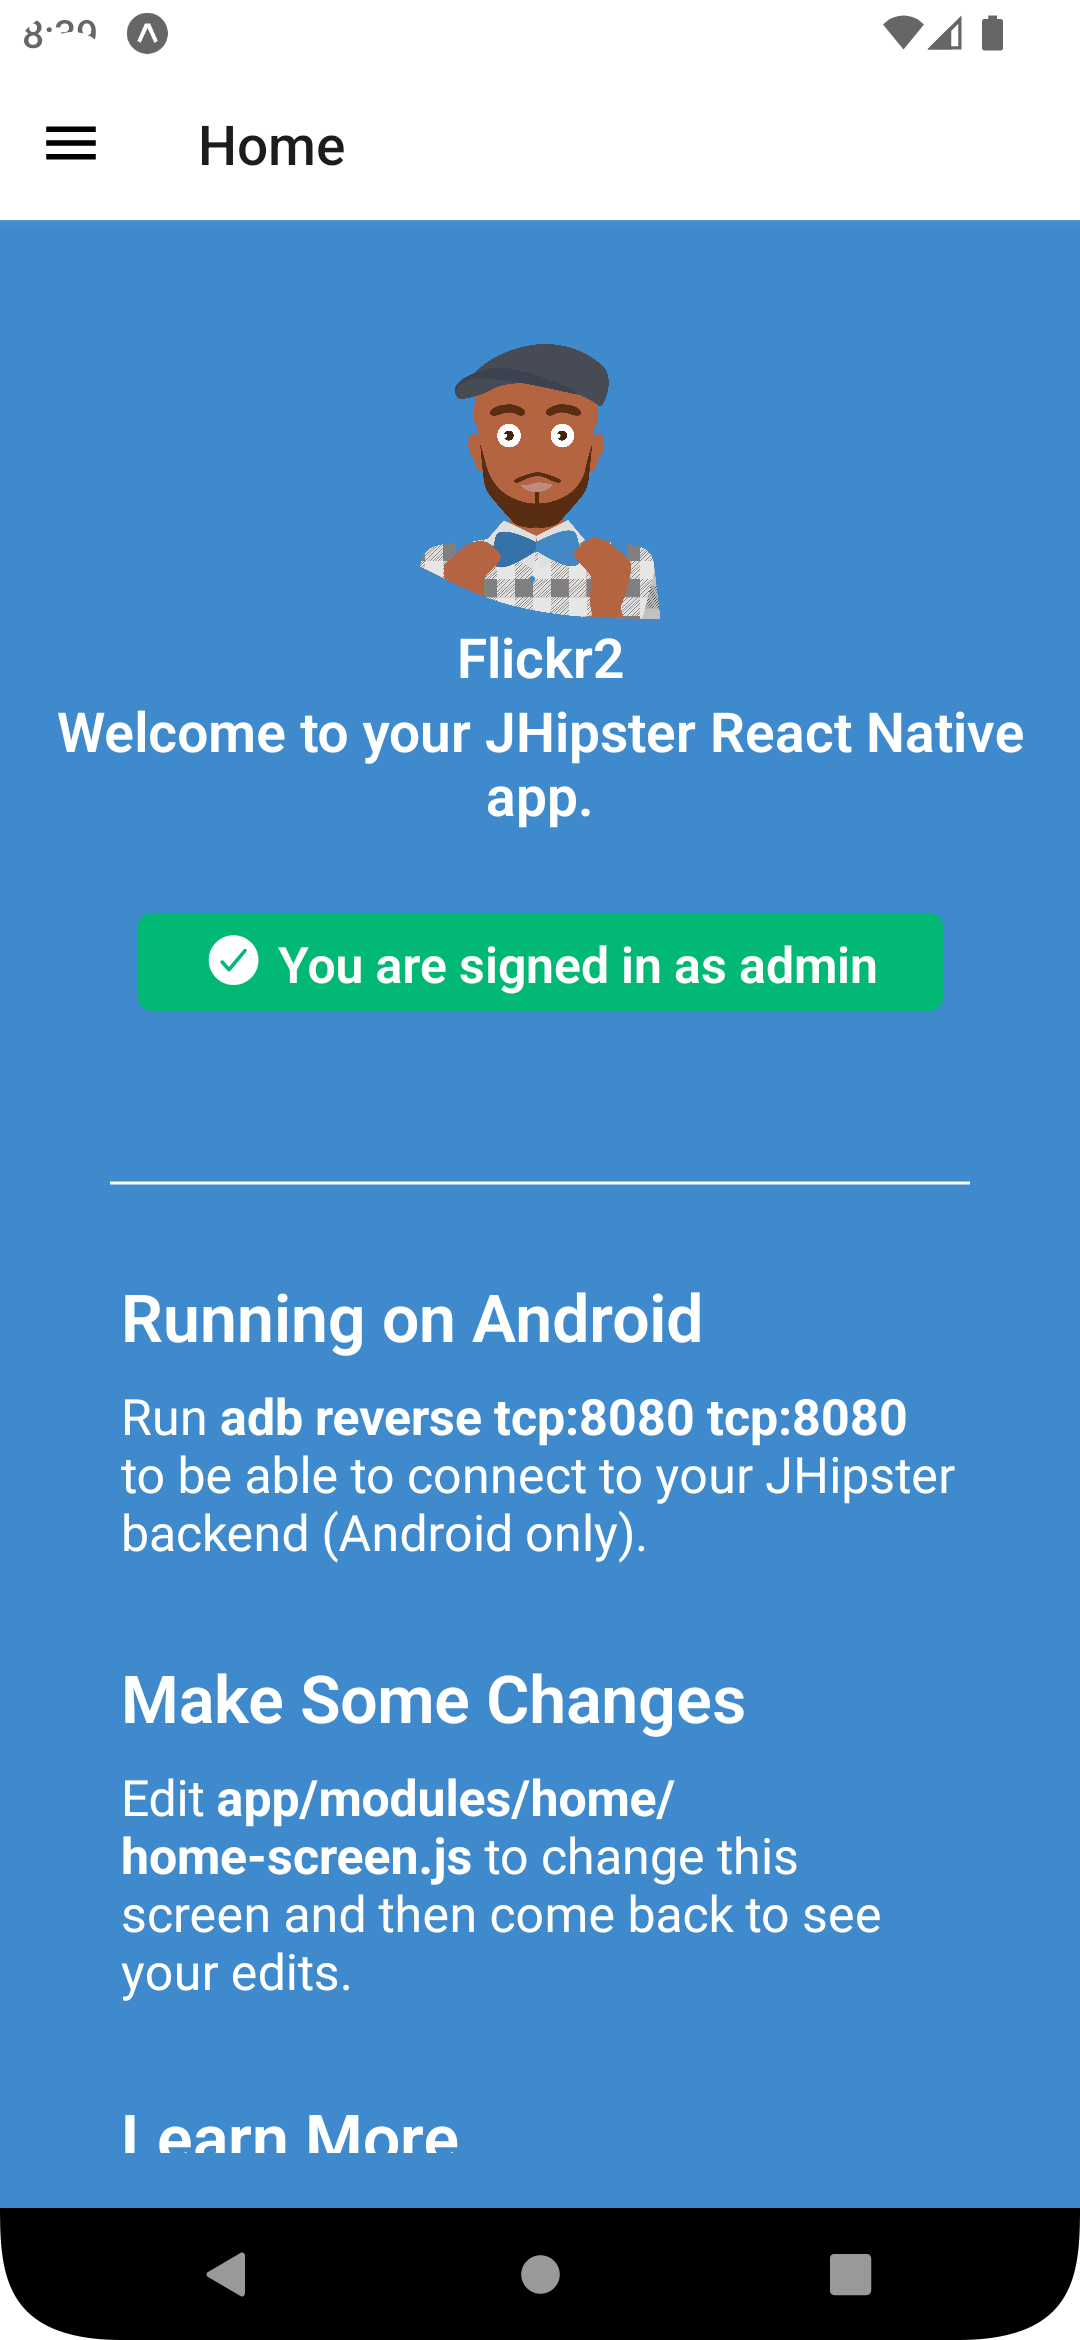 Home
Flickr2
Welcome to your JHipster React Native
app.
You are signed in as admin
Running on Android
Run adb reverse tcp:8080 tcp:8080
to be able to connect to your JHipster
backend (Android only).
Make Some Changes
Edit app/modules/home/
home-screen.js to change this
screen and then come back to see
your edits.
Learn More